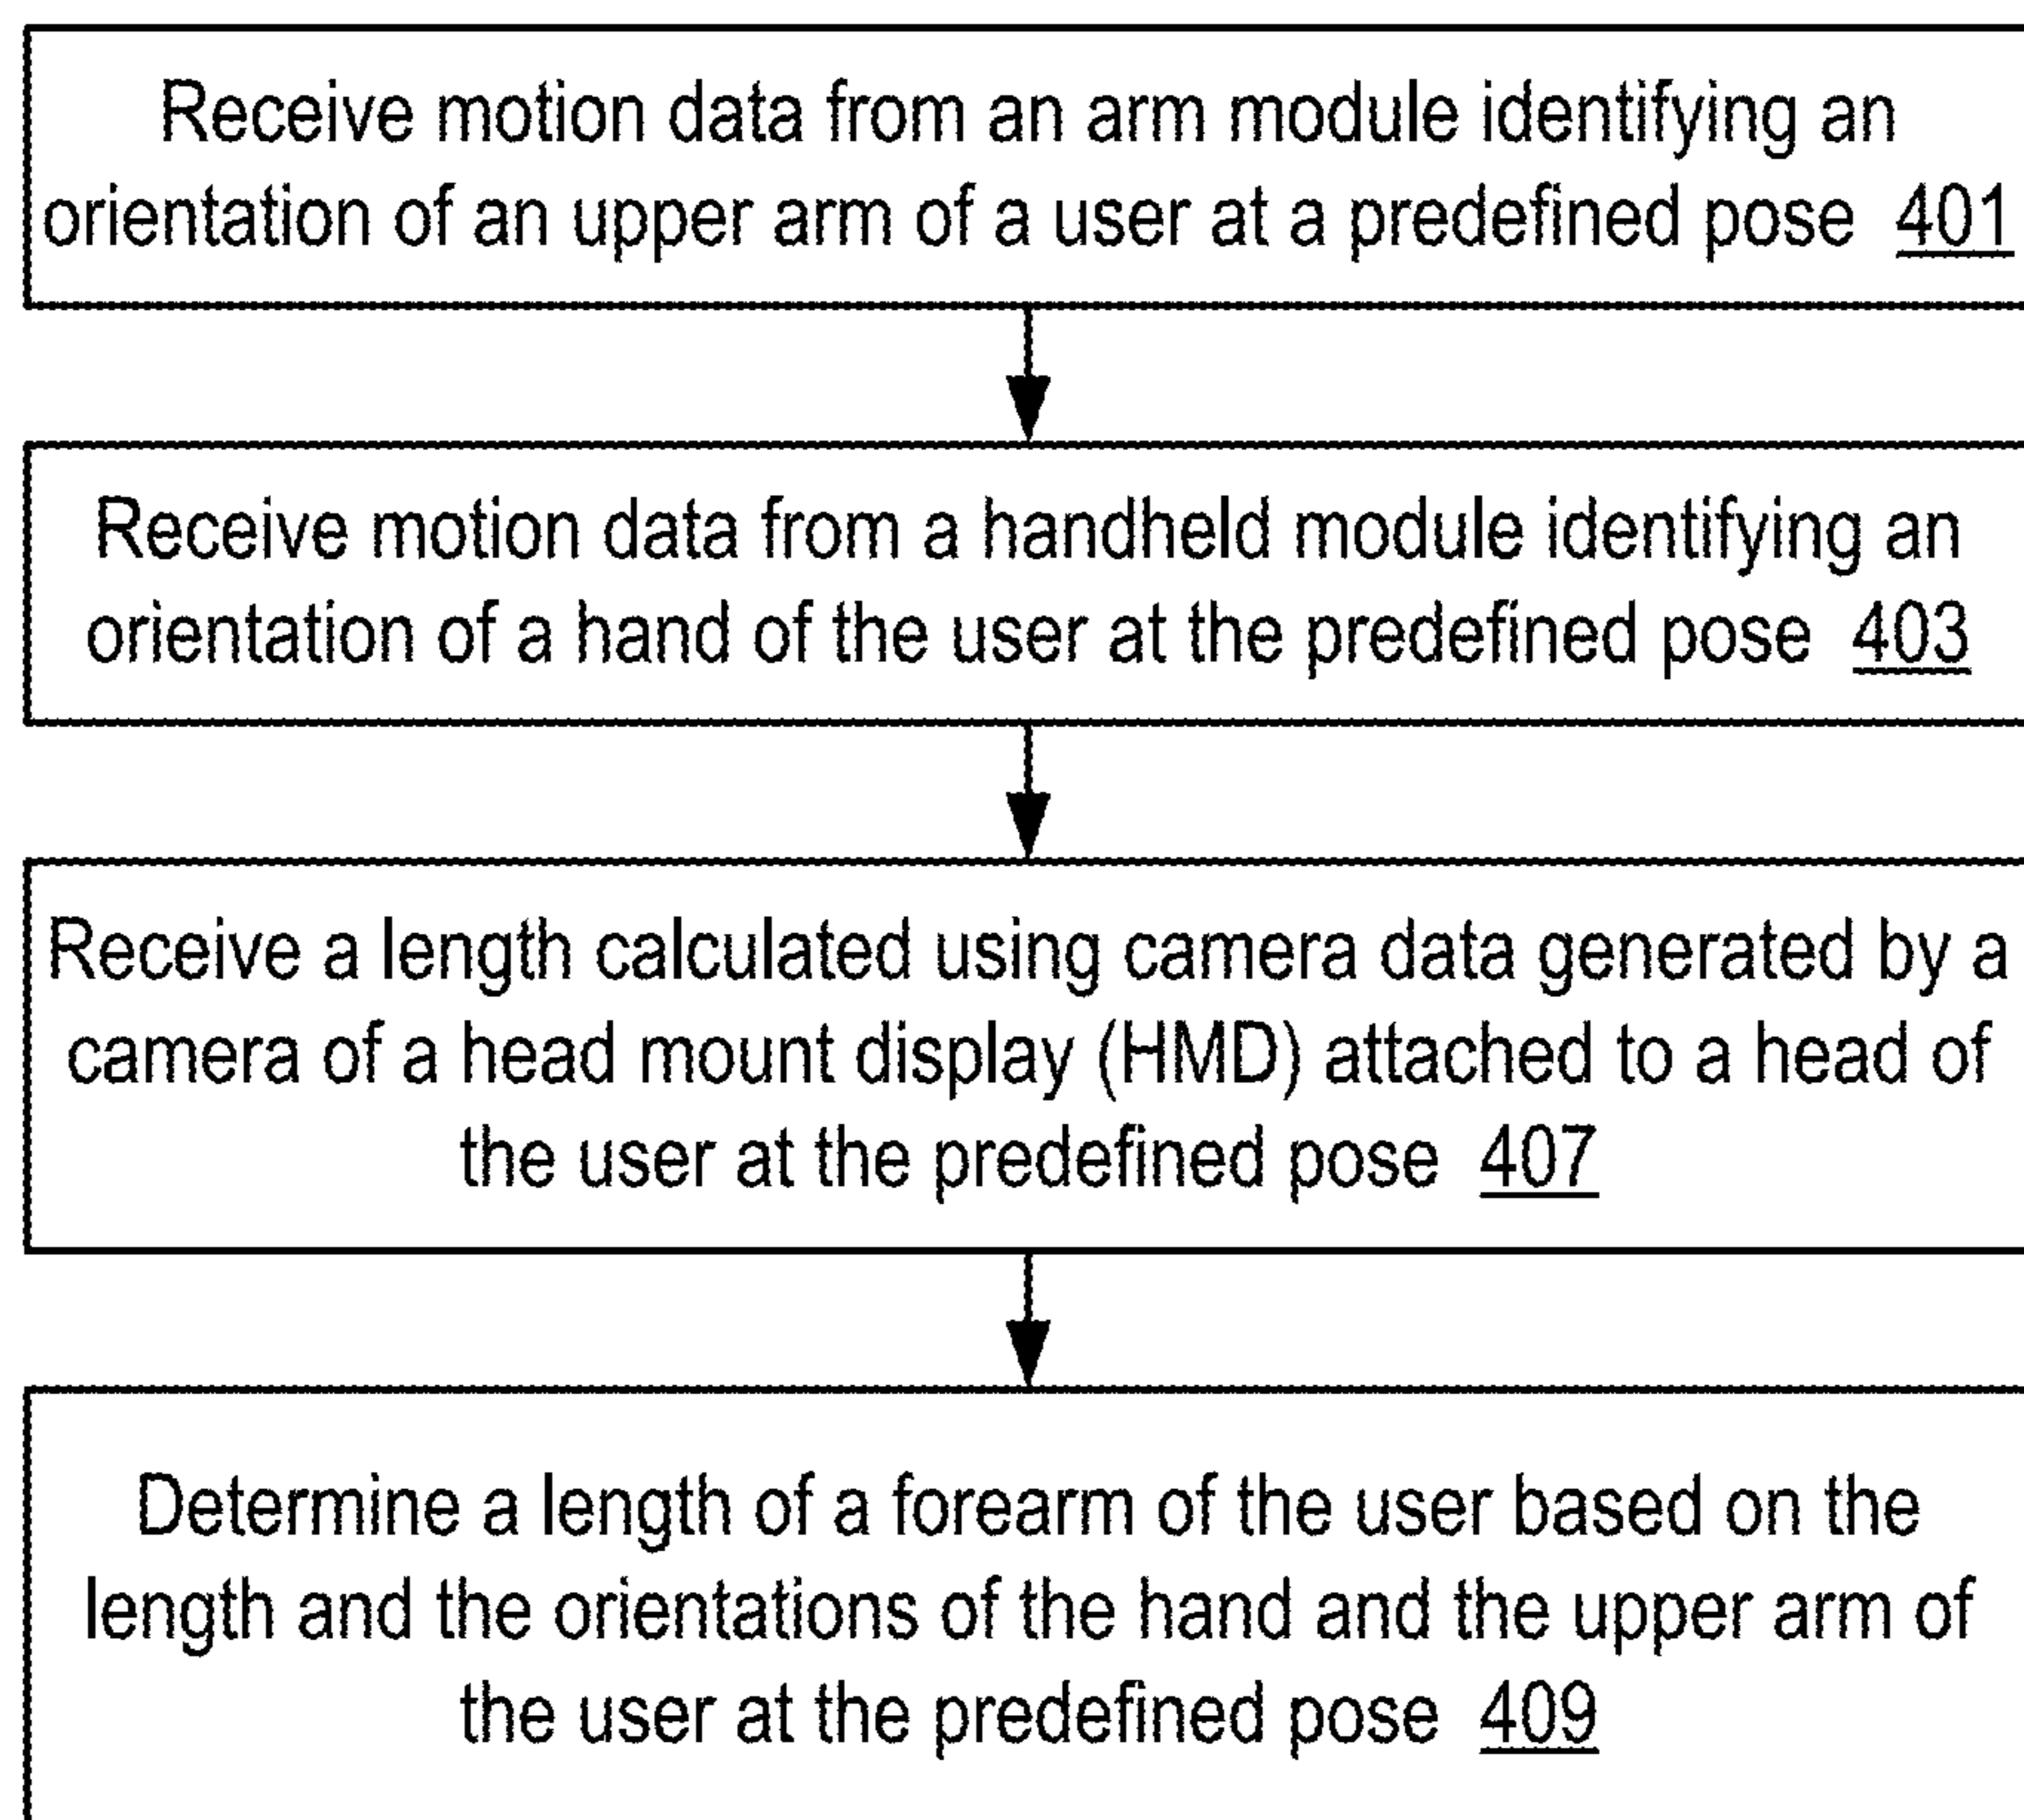 Receive motion data from an arm module identifying an
orientation of an upper arm of a user at a predefined pose 401
Receive motion data from a handheld module identifying an
orientation of a hand of the user at the predefined pose 403
Receive a length calculated using camera data generated by a
camera of a head mount display (HMD) attached to a head of
the user at the predefined pose 407
Determine a length of a forearm of the user based on the
length and the orientations of the hand and the upper arm of
the user at the predefined pose 409